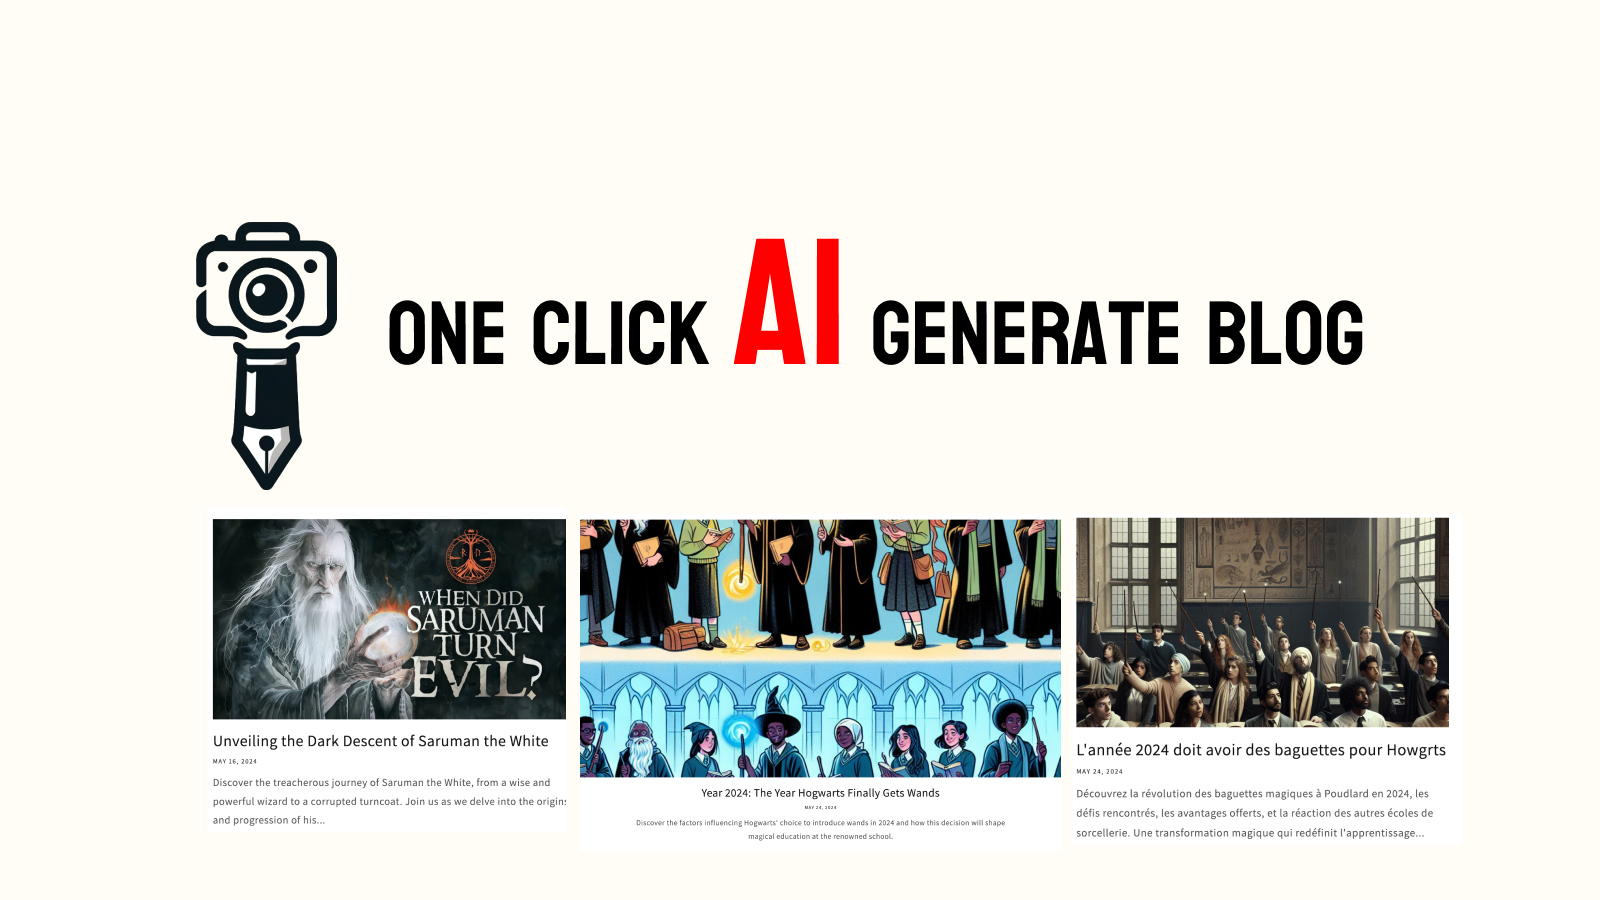 ONE CLICK AI GENERATE BLOG
WHEN DID
SARUMAN
TURN
EVIL?
Unveiling the Dark Descent of Saruman the White
MAY 16, 2024
Discover the treacherous journey of Saruman the White, from a wise and
powerful wizard to a corrupted turncoat. Join us as we delve into the origins
and progression of his...
Year 2024: The Year Hogwarts Finally Gets Wands
MAY 24, 2024
Discover the factors influencing Hogwarts' choice to introduce wands in 2024 and how this decision will shape
magical education at the renowned school.
L'année 2024 doit avoir des baguettes pour Howgrts
MAY 24, 2024
Découvrez la révolution des baguettes magiques à Poudlard en 2024, les
défis rencontrés, les avantages offerts, et la réaction des autres écoles de
sorcellerie. Une transformation magique qui redéfinit l'apprentissage...